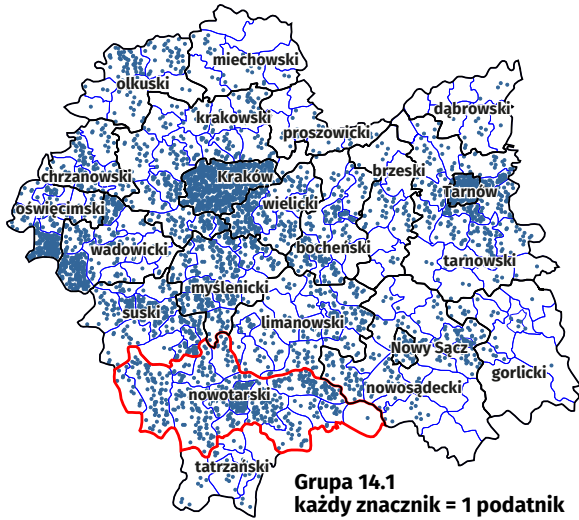 miechowski
olkuski
dąbrowski
krakowski
proszowicki
chrzanowski
Kraków
brzeski
Tarnów
oświęcimski
wielicki
wadowicki
bocheński
tarnowski
myślenicki
suski
limanowski
Nowy Sącz
gorlicki
nowotarski
nowosądecki
tatrzański
Grupa 14.1
każdy znacznik = 1 podatnik